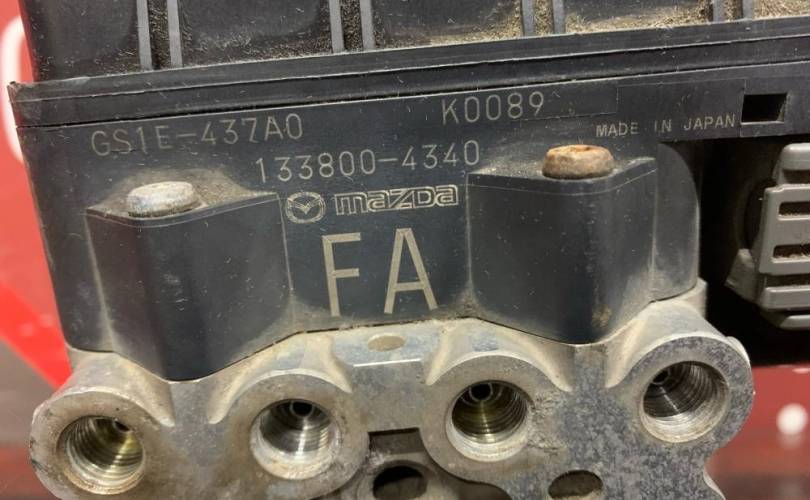 GS1E-437A0 K0089
MADE IN JAPAN
133800-4340
mazda
FA